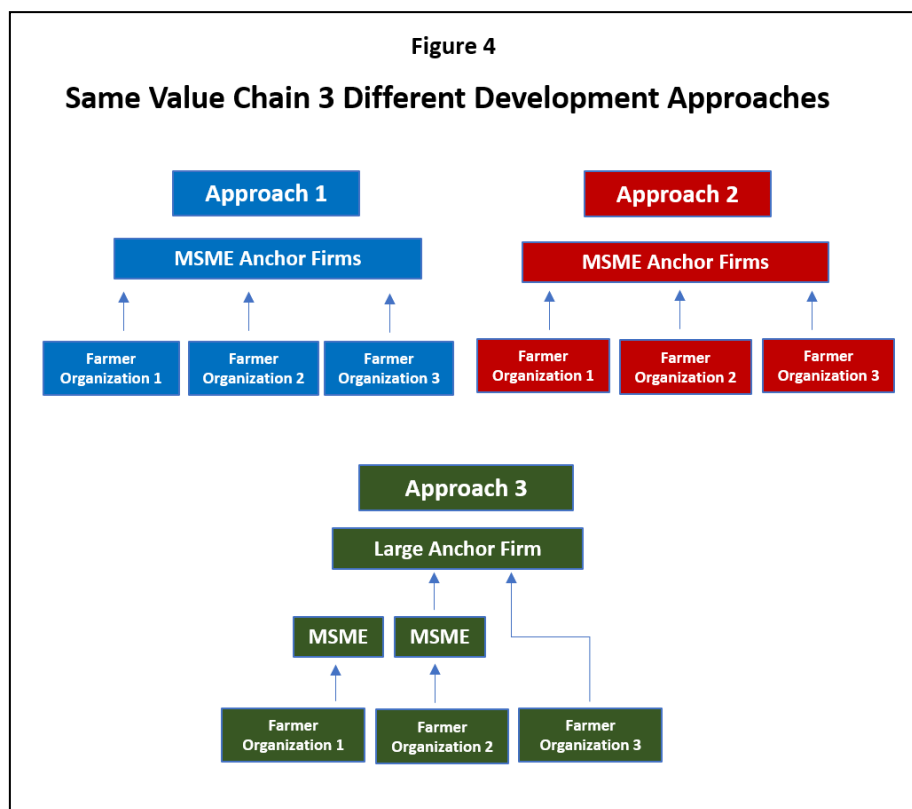 Figure 4
Same Value Chain 3 Different Development Approaches
Approach 1
MSME Anchor Firms
Farmer
Organization 1
Farmer
Organization 2
Farmer
Organization 3
Approach 2
MSME Anchor Firms
Farmer
Organization 1
Farmer
Organization 2
Farmer
Organization 3
Approach 3
Large Anchor Firm
MSME
MSME
Farmer
Organization 1
Farmer
Organization 2
Farmer
Organization 3